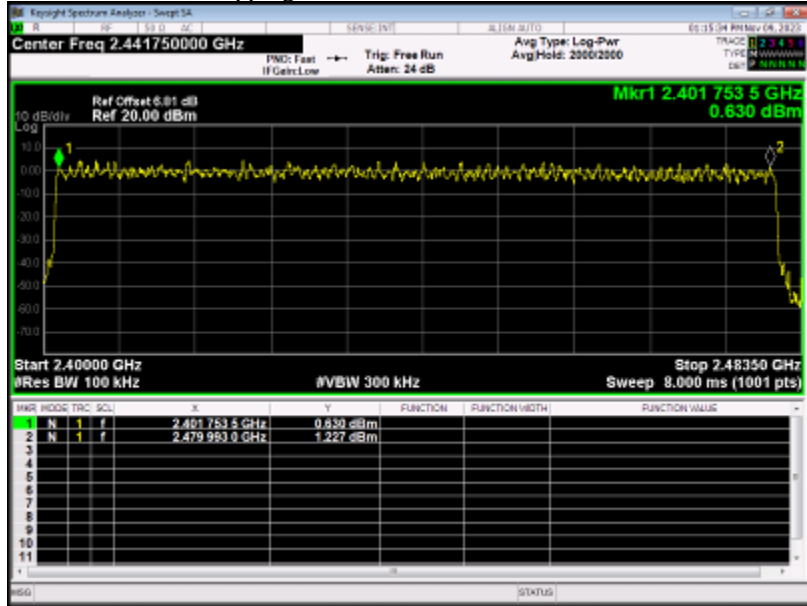 Keysight Spectrum Analyzer - Swept SA
R RF 50 Ω AC SENSE:INT ALIGN AUTO 01:15:34 PM Nov 09, 2023
Center Freq 2.441750000 GHz
PNO: Fast
IFGain:Low
Trig: Free Run
Atten: 24 dB
Avg Type: Log-Pwr
Avg|Hold: 2000/2000
TRACE 1 2 3 4 5 6
TYPE M
DET P N N N N N
Mkr1 2.401 753 5 GHz
0.630 dBm
Ref Offset 6.81 dB
10 dB/div Ref 20.00 dBm
Log
10.0
0.00
-10.0
-20.0
-30.0
-40.0
-50.0
-60.0
-70.0
1
2
Start 2.40000 GHz Stop 2.48350 GHz
#Res BW 100 kHz #VBW 300 kHz Sweep 8.000 ms (1001 pts)
MKR MODE TRC SCL X Y FUNCTION FUNCTION WIDTH FUNCTION VALUE
1 N 1 f 2.401 753 5 GHz 0.630 dBm
2 N 1 f 2.479 993 0 GHz 1.227 dBm
3
4
5
6
7
8
9
10
11
MSG STATUS